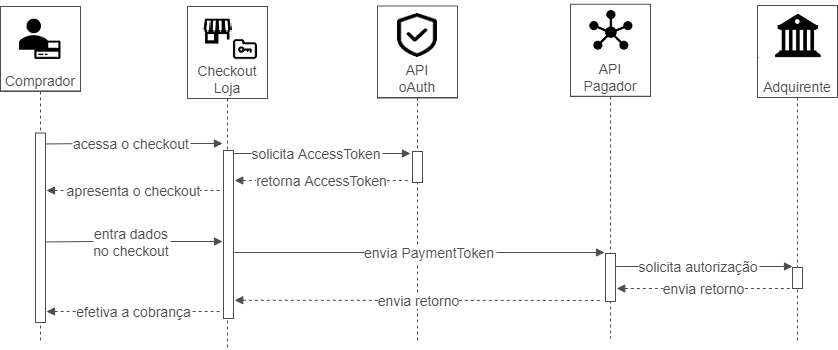 Comprador
Checkout
Loja
API
oAuth
API
Pagador
Adquirente
acessa o checkout
solicita AccessToken
retorna AccessToken
apresenta o checkout
entra dados
no checkout
envia PaymentToken
solicita autorização
envia retorno
envia retorno
efetiva a cobrança